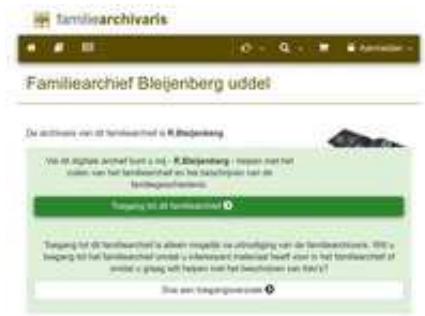 familiearchivaris
Aanmelden
Familiearchief Bleijenberg uddel
De archivaris van dit familiearchief is R.Bleijenberg
Via dit digitale archief kunt u mij - R.Bleijenberg - helpen met het
vullen van het familiearchief en het beschrijven van de
familiegeschiedenis.
Toegang tot dit familiearchief
Toegang tot dit familiearchief is alleen mogelijk na uitnodiging van de familiearchivaris. Wilt u
toegang tot het familiearchief omdat u interessant materiaal heeft voor in het familiearchief of
omdat u graag wilt helpen met het beschrijven van foto's?
Doe een toegangsverzoek